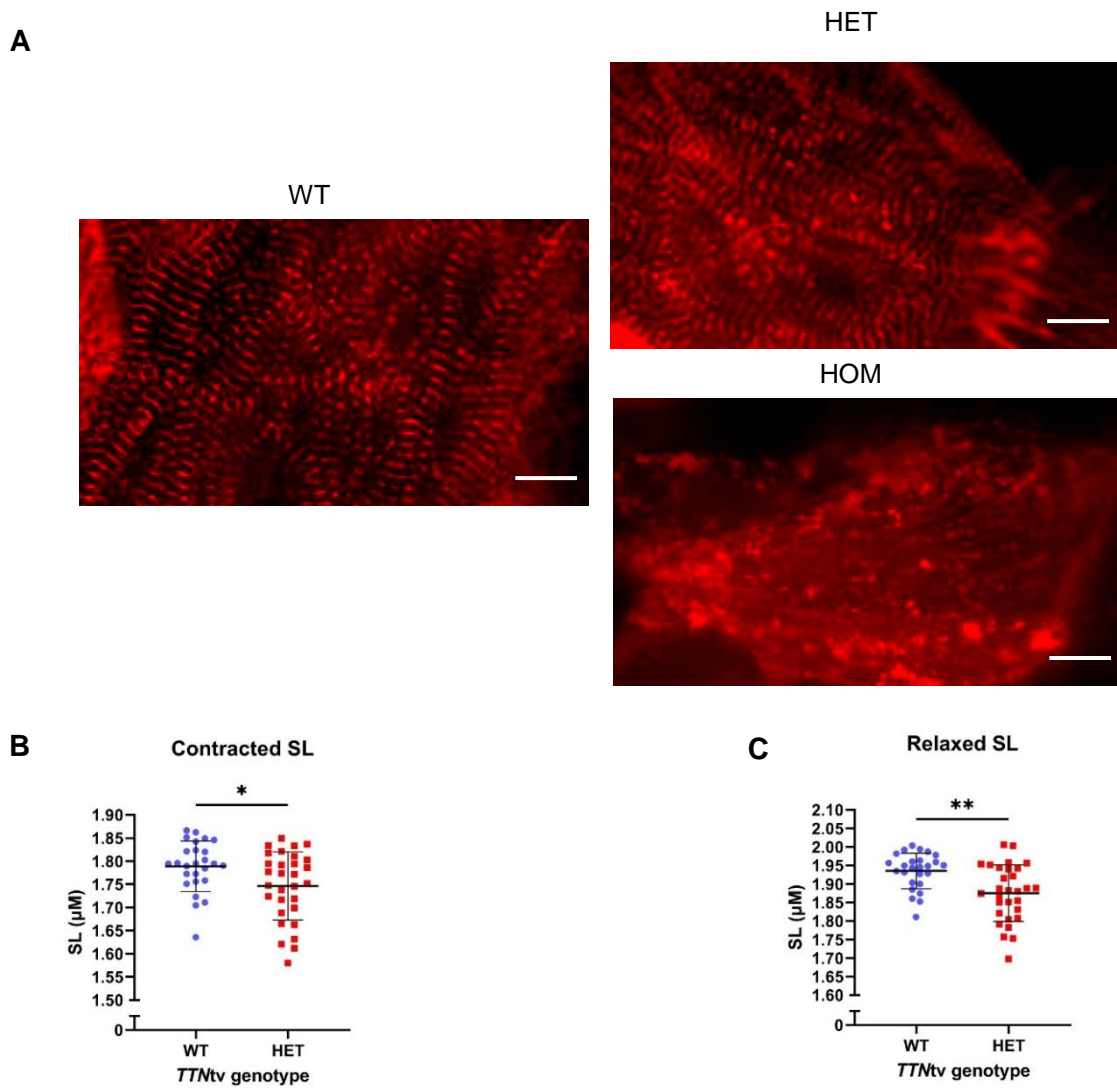 A
HET
WT
HOM
B
Contracted SL
*
1.90
1.85
1.80
1.75
1.70
1.65
1.60
1.55
1.50
0
SL (µM)
WT HET
TTNtv genotype
C
Relaxed SL
**
2.10
2.05
2.00
1.95
1.90
1.85
1.80
1.75
1.70
1.65
1.60
0
SL (µM)
WT HET
TTNtv genotype